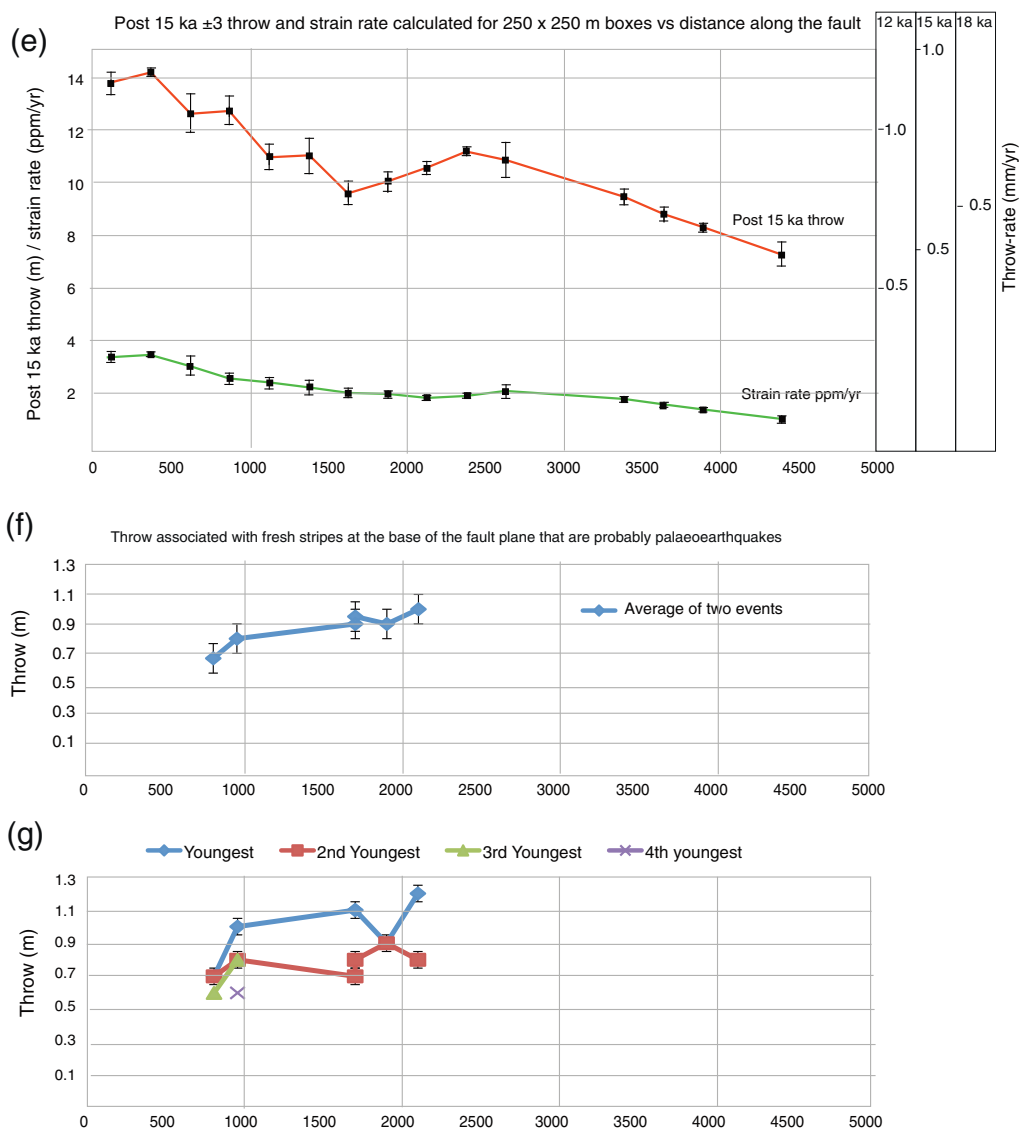 (e)
Post 15 ka ±3 throw and strain rate calculated for 250 x 250 m boxes vs distance along the fault
12 ka 15 ka 18 ka
Post 15 ka throw (m) / strain rate (ppm/yr)
14
12
10
8
6
4
2
1.0
1.0
0.5
0.5
0.5
Throw-rate (mm/yr)
Post 15 ka throw
Strain rate ppm/yr
0 500 1000 1500 2000 2500 3000 3500 4000 4500 5000
(f)
Throw associated with fresh stripes at the base of the fault plane that are probably palaeoearthquakes
Throw (m)
1.3
1.1
0.9
0.7
0.5
0.3
0.1
Average of two events
0 500 1000 1500 2000 2500 3000 3500 4000 4500 5000
(g)
Youngest 2nd Youngest 3rd Youngest 4th youngest
Throw (m)
1.3
1.1
0.9
0.7
0.5
0.3
0.1
0 500 1000 1500 2000 2500 3000 3500 4000 4500 5000